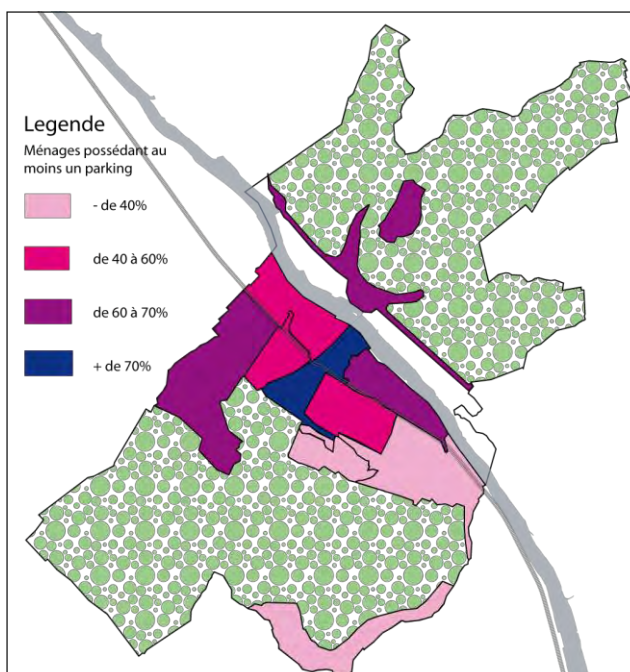 Legende
Ménages possédant au
moins un parking
- de 40%
de 40 à 60%
de 60 à 70%
+ de 70%